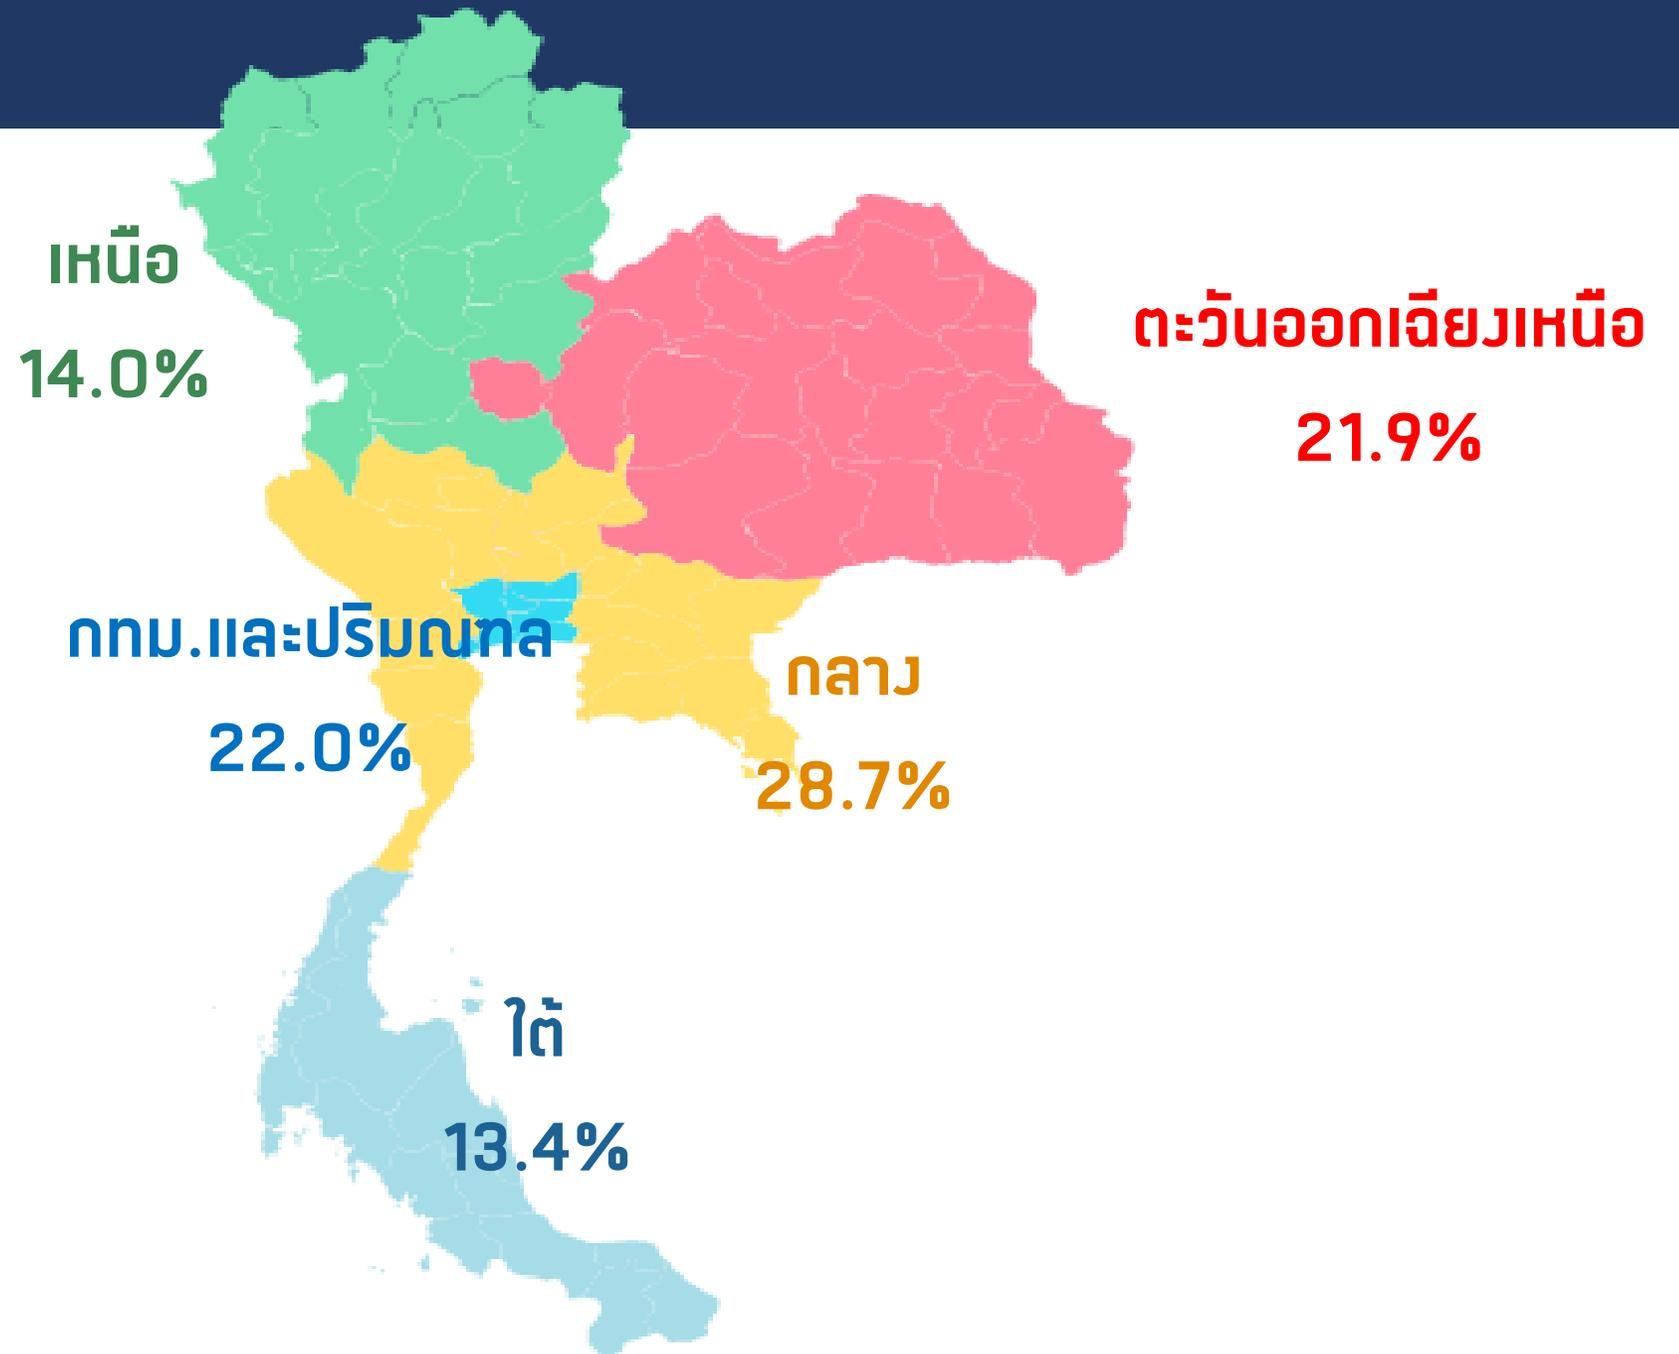 เหนือ
14.0%
ตะวันออกเฉียงเหนือ
21.9%
กทม.และปริมณฑล
22.0%
กลาง
28.7%
ใต้
13.4%